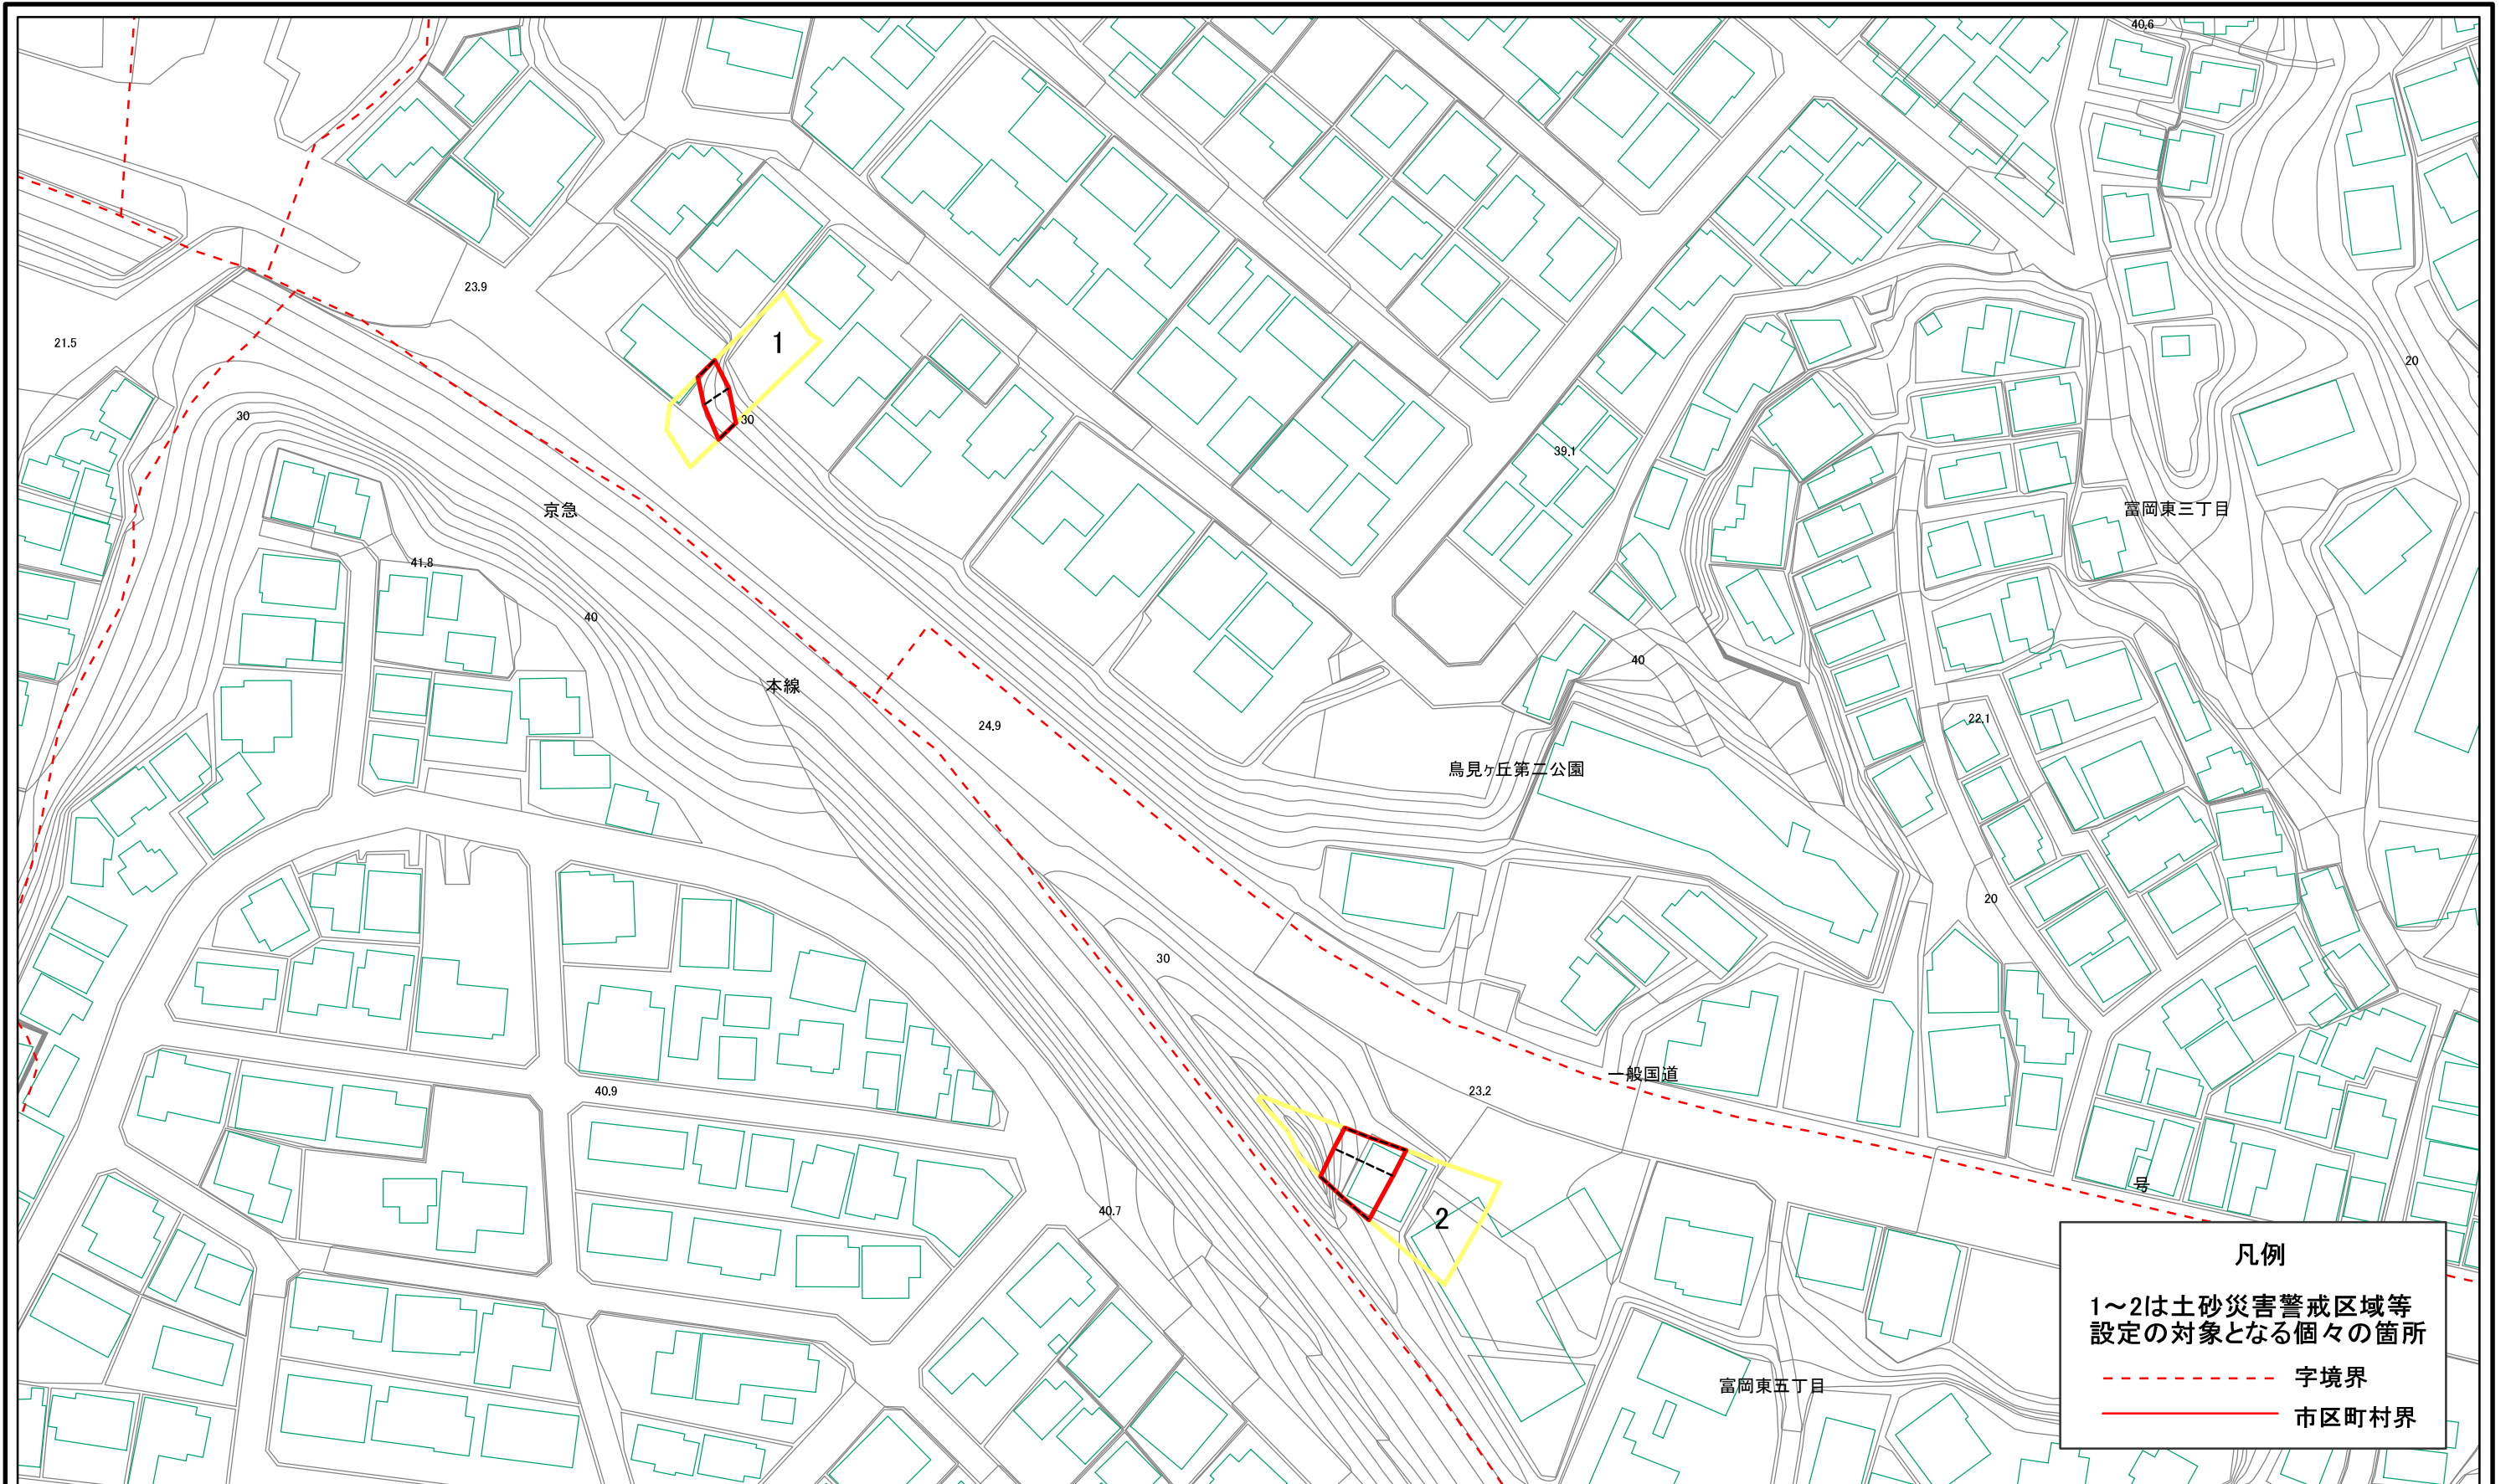 40.6
23.9
21.5
1
20
30
30
39.1
京急
富岡東三丁目
41.8
40
40
本線
22.1
24.9
鳥見ヶ丘第二公園
20
30
一般国道
23.2
40.9
号
40.7
2
凡例
1～2は土砂災害警戒区域等
設定の対象となる個々の箇所
字境界
市区町村界
富岡東五丁目